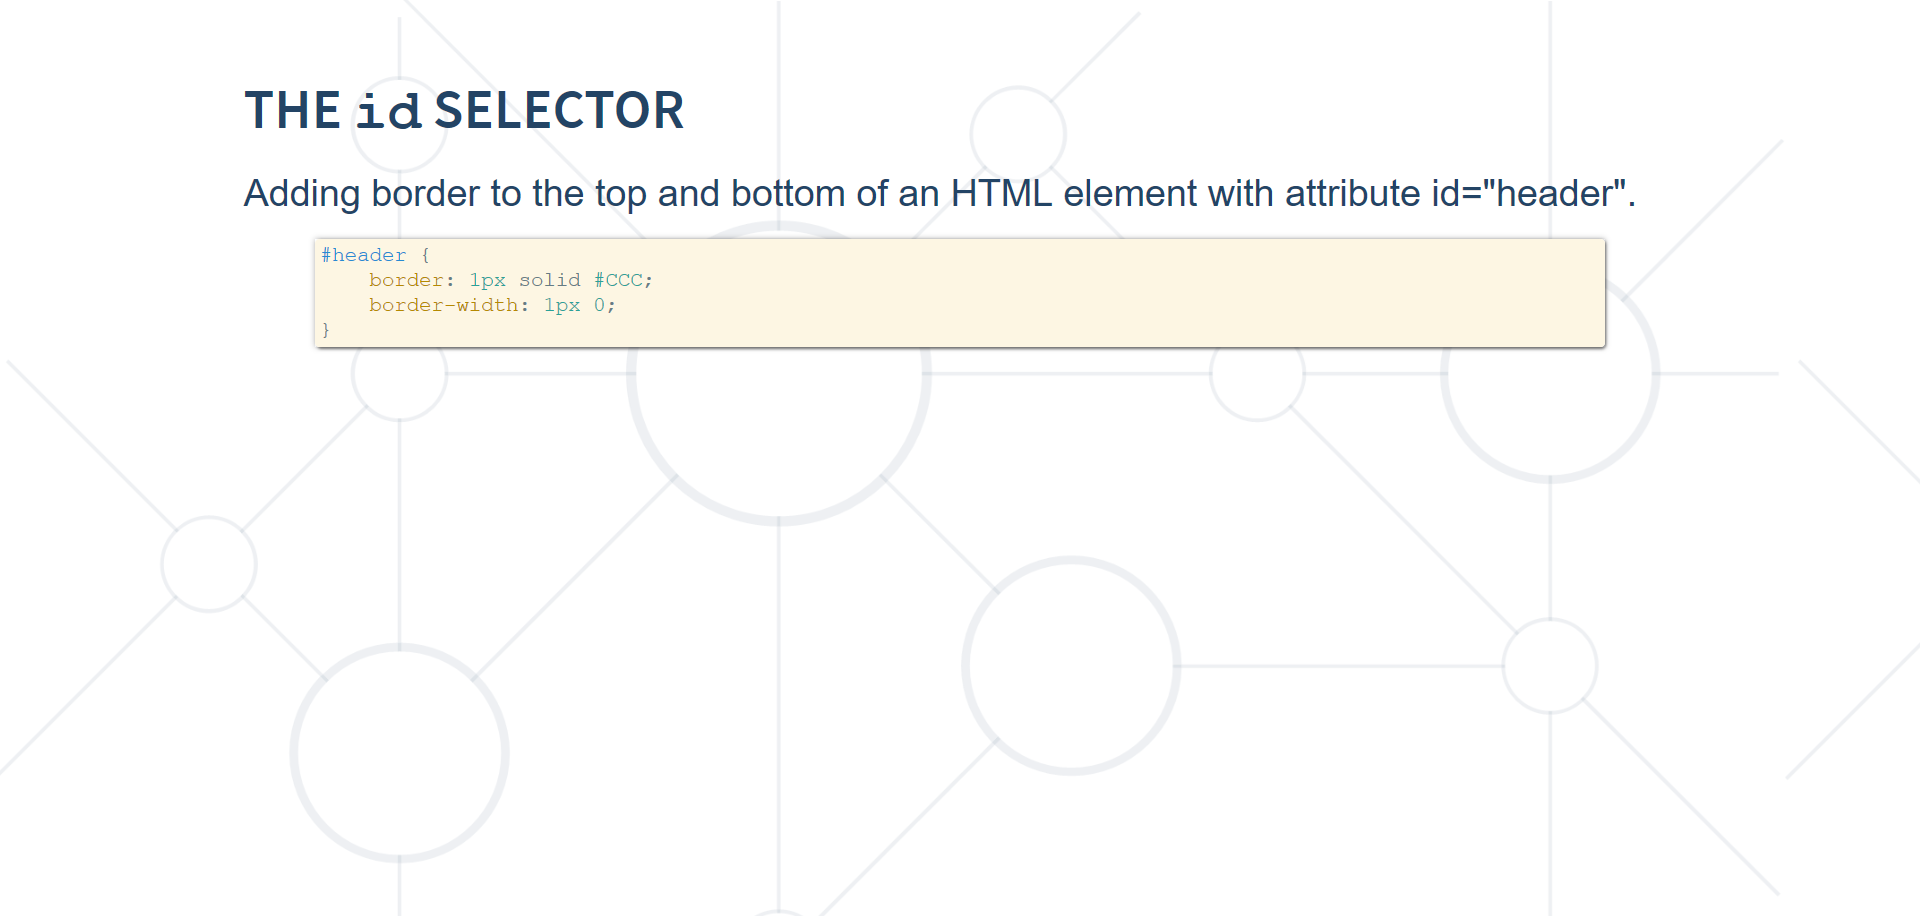 THE id SELECTOR
Adding border to the top and bottom of an HTML element with attribute id="header".
#header {
    border: 1px solid #CCC;
    border-width: 1px 0;
}